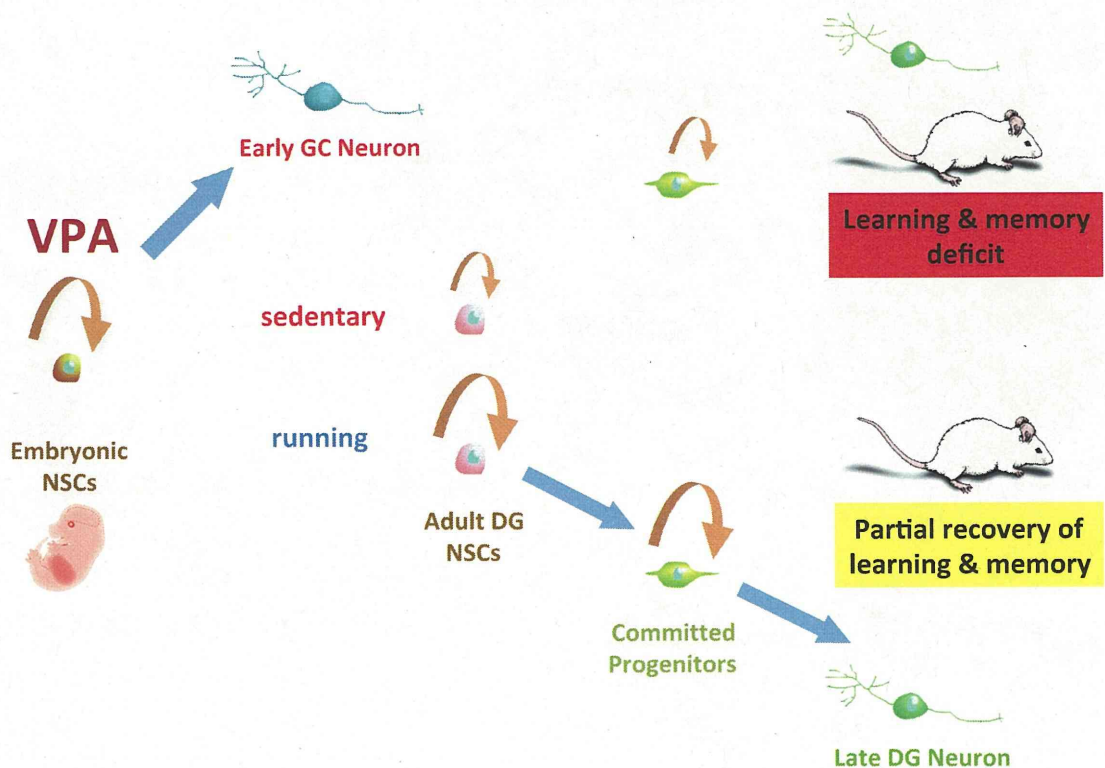 Early GC Neuron
VPA
Learning & memory
deficit
sedentary
running
Embryonic
NSCs
Adult DG
NSCs
Partial recovery of
learning & memory
Committed
Progenitors
Late DG Neuron